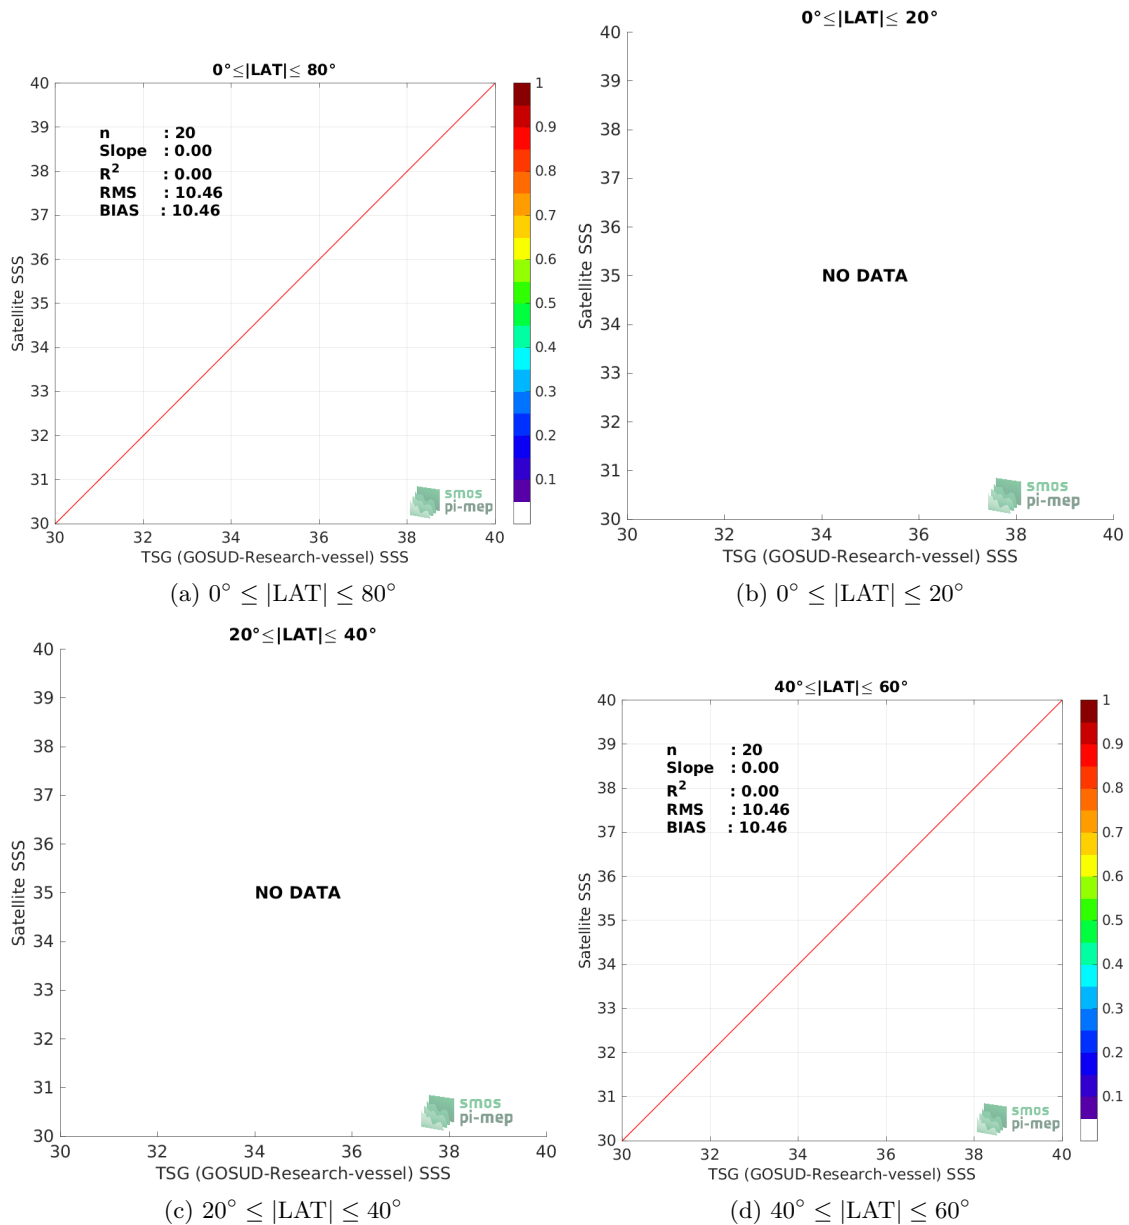 0°≤|LAT|≤ 80°
n : 20
Slope : 0.00
R² : 0.00
RMS : 10.46
BIAS : 10.46
40
39
38
37
36
35
34
33
32
31
30
Satellite SSS
30 32 34 36 38 40
TSG (GOSUD-Research-vessel) SSS
1
0.9
0.8
0.7
0.6
0.5
0.4
0.3
0.2
0.1
smos
pi-mep
(a) 0° ≤ |LAT| ≤ 80°
0°≤|LAT|≤ 20°
40
39
38
37
36
35
34
33
32
31
30
Satellite SSS
NO DATA
smos
pi-mep
30 32 34 36 38 40
TSG (GOSUD-Research-vessel) SSS
(b) 0° ≤ |LAT| ≤ 20°
20°≤|LAT|≤ 40°
40
39
38
37
36
35
34
33
32
31
30
Satellite SSS
NO DATA
smos
pi-mep
30 32 34 36 38 40
TSG (GOSUD-Research-vessel) SSS
(c) 20° ≤ |LAT| ≤ 40°
40°≤|LAT|≤ 60°
n : 20
Slope : 0.00
R² : 0.00
RMS : 10.46
BIAS : 10.46
40
39
38
37
36
35
34
33
32
31
30
Satellite SSS
30 32 34 36 38 40
TSG (GOSUD-Research-vessel) SSS
1
0.9
0.8
0.7
0.6
0.5
0.4
0.3
0.2
0.1
smos
pi-mep
(d) 40° ≤ |LAT| ≤ 60°